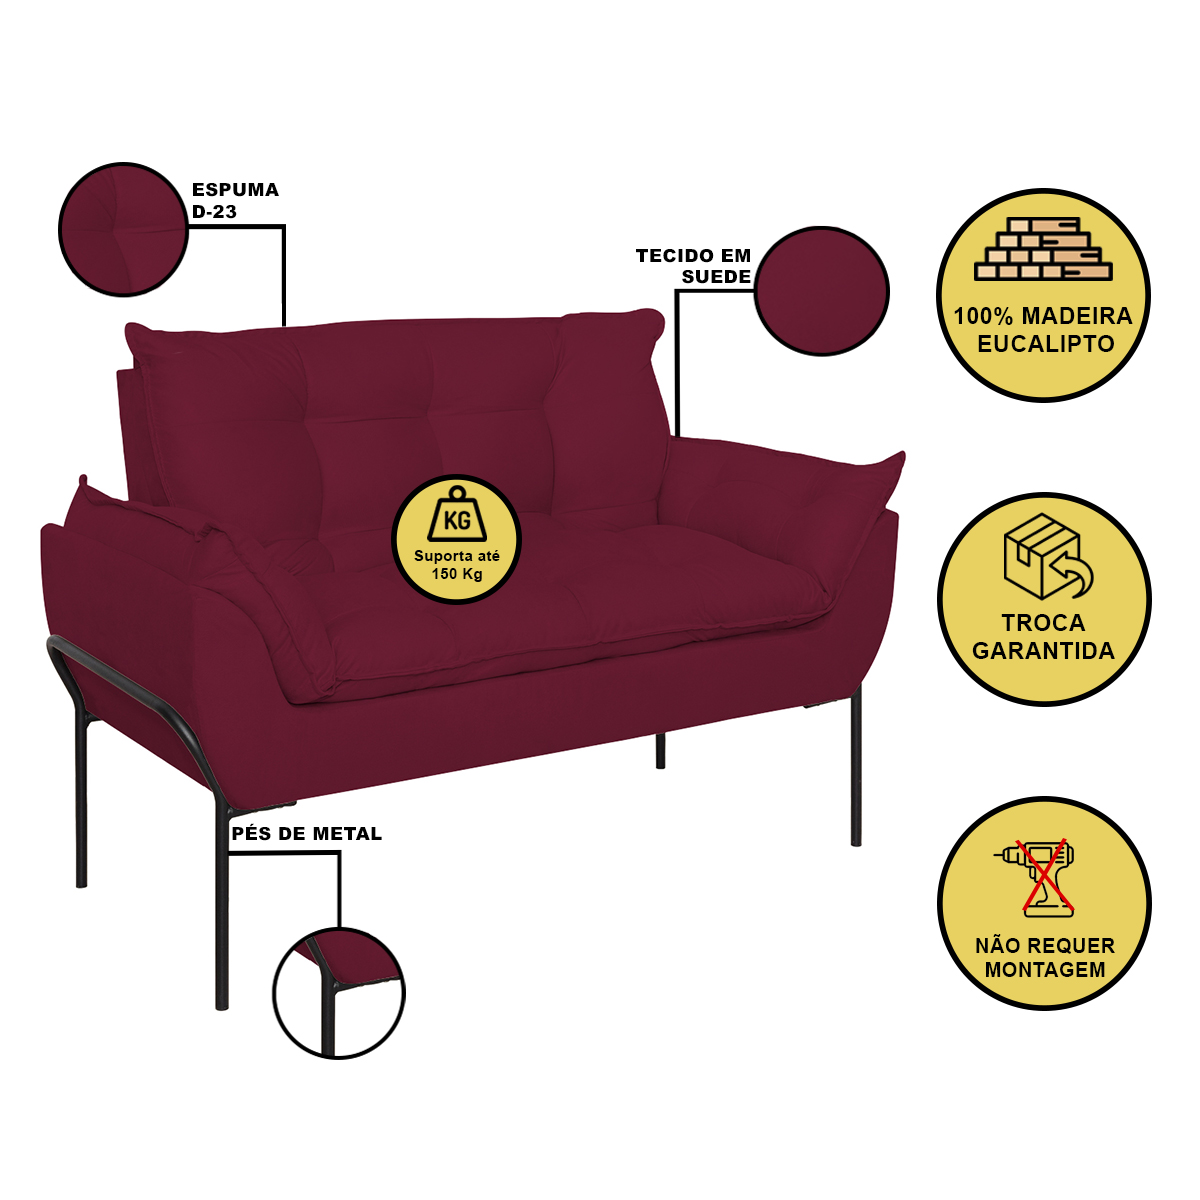 ESPUMA
D-23
TECIDO EM
SUEDE
100% MADEIRA
EUCALIPTO
KG
Suporta até
150 Kg
TROCA
GARANTIDA
PÉS DE METAL
NÃO REQUER
MONTAGEM